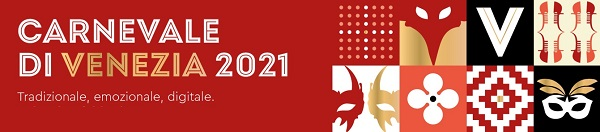 CARNEVALE
DI VENEZIA 2021
Tradizionale, emozionale, digitale.
V